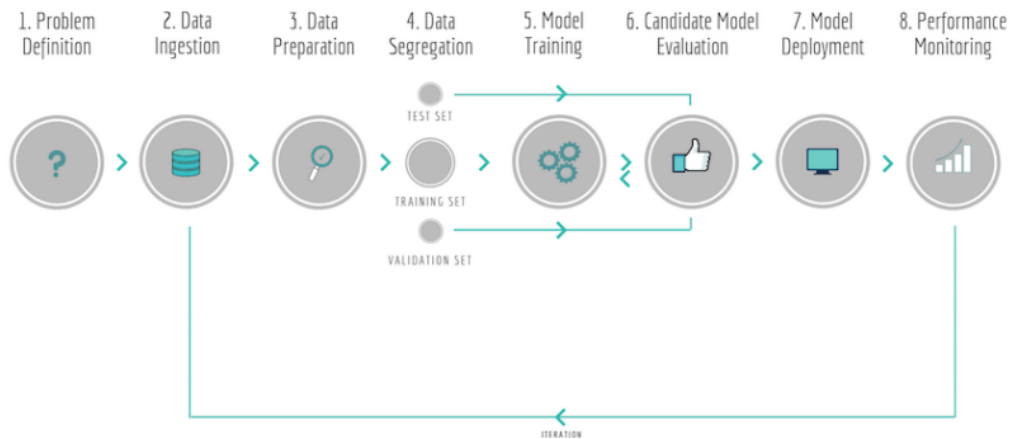 1. Problem
Definition
2. Data
Ingestion
3. Data
Preparation
4. Data
Segregation
5. Model
Training
6. Candidate Model
Evaluation
7. Model
Deployment
8. Performance
Monitoring
TEST SET
TRAINING SET
VALIDATION SET
ITERATION